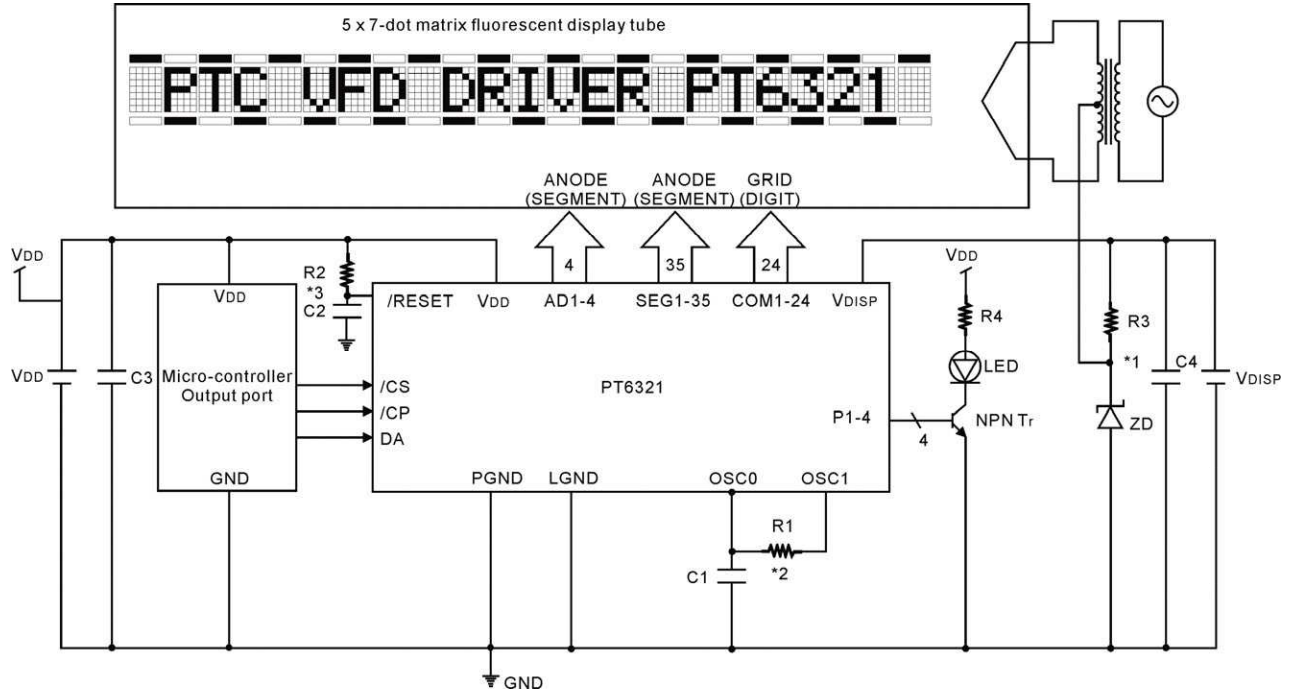 5 x 7-dot matrix fluorescent display tube
PTC VFD DRIVER PT6321
ANODE
(SEGMENT)
ANODE
(SEGMENT)
GRID
(DIGIT)
4
35
24
VDD
VDD
R2
*3
C2
/RESET
VDD
AD1-4
SEG1-35
COM1-24
VDISP
VDD
R4
LED
R3
*1
C4
VDISP
VDD
C3
Micro-controller
Output port
/CS
/CP
DA
PT6321
P1-4
4
NPN Tr
ZD
GND
PGND
LGND
OSC0
OSC1
R1
*2
C1
GND